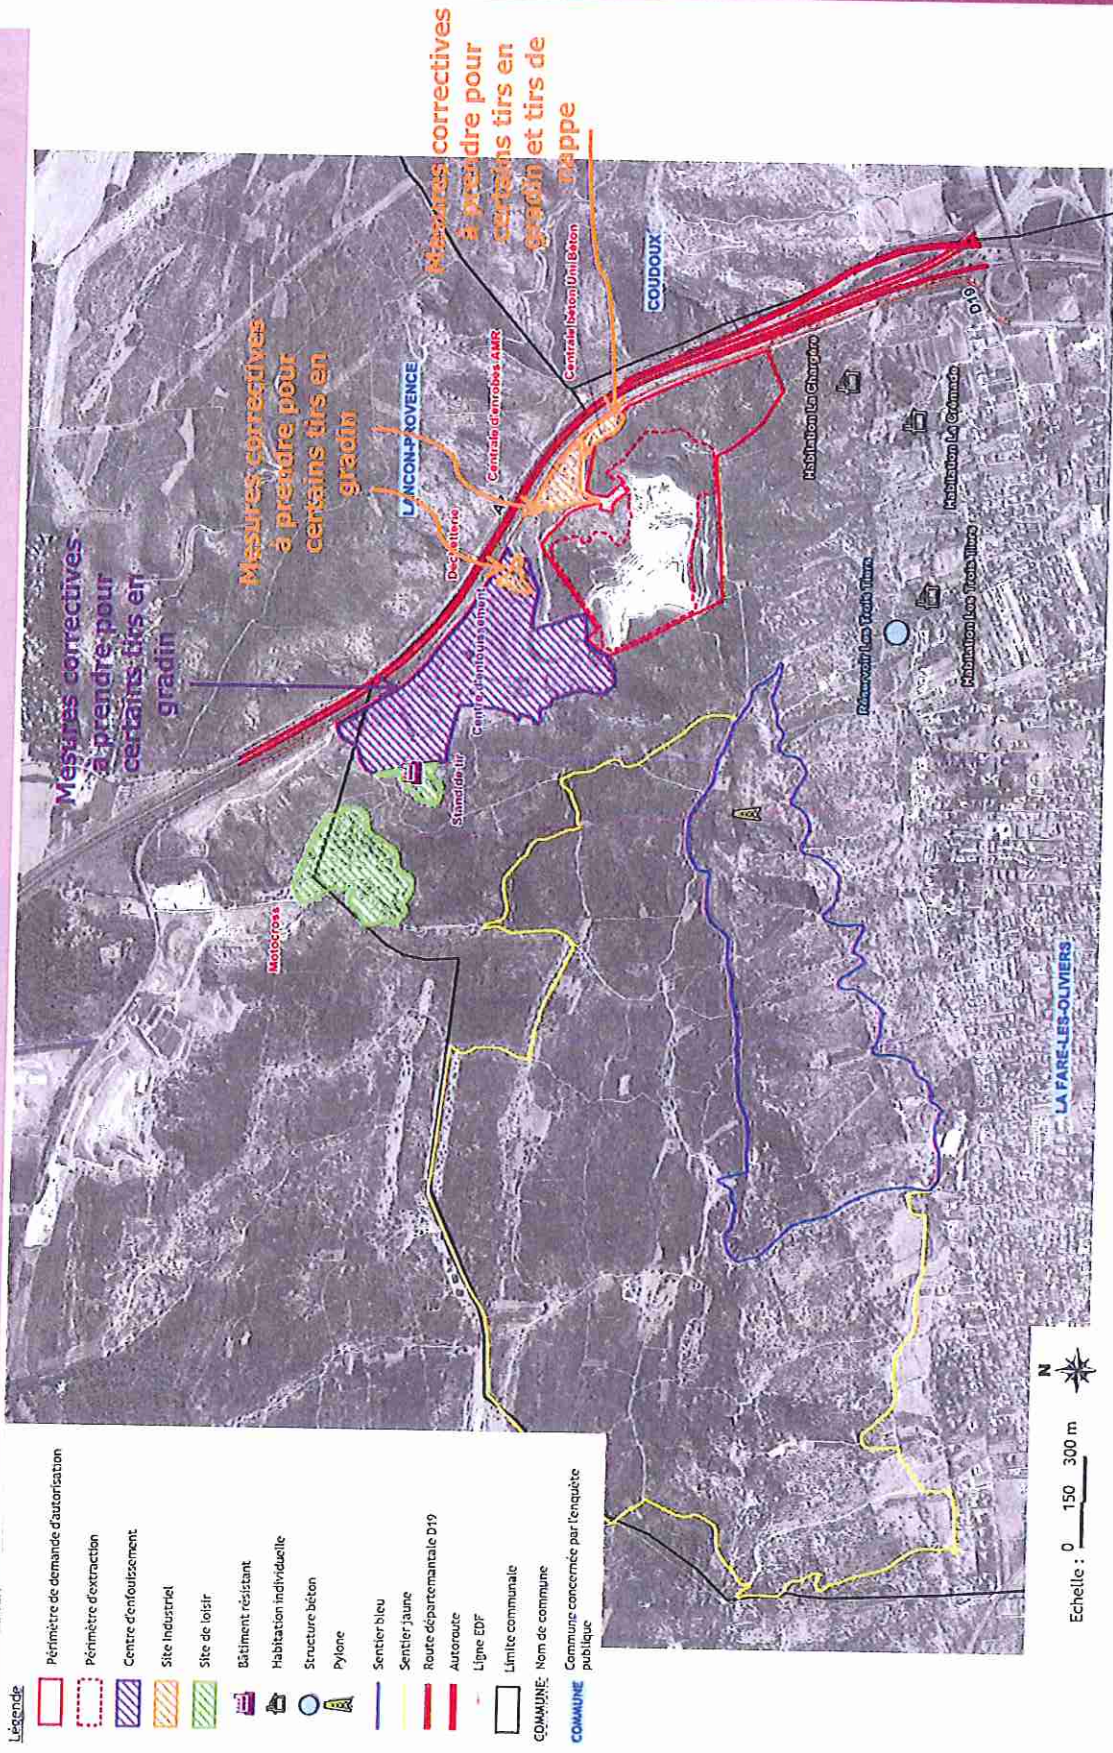 Mesures correctives
à prendre pour
certains tirs en
gradin
Mesures correctives
à prendre pour
certains tirs en
gradin
Mesures correctives
à prendre pour
certains tirs en
gradin et tirs de
nappe
LANCON-PROVENCE
COUDOUX
LA FARE-LES-OLIVIERS
Déchetterie
Centrale d'enrobés AMR
Centrale béton Uni Béton
Centre d'enfouissement
Stand de tir
Motocross
D19
Habitation La Chargère
Habitation La Crémade
Habitation Les Trois Tiers
Réservoir Les Trois Tiers
Légende
Périmètre de demande d'autorisation
Périmètre d'extraction
Centre d'enfouissement
Site Industriel
Site de loisir
Bâtiment résistant
Habitation individuelle
Structure béton
Pylone
Sentier bleu
Sentier jaune
Route départementale D19
Autoroute
Ligne EDF
Limite communale
COMMUNE- Nom de commune
COMMUNE Commune concernée par l'enquête
publique
Echelle : 0 150 300 m
N